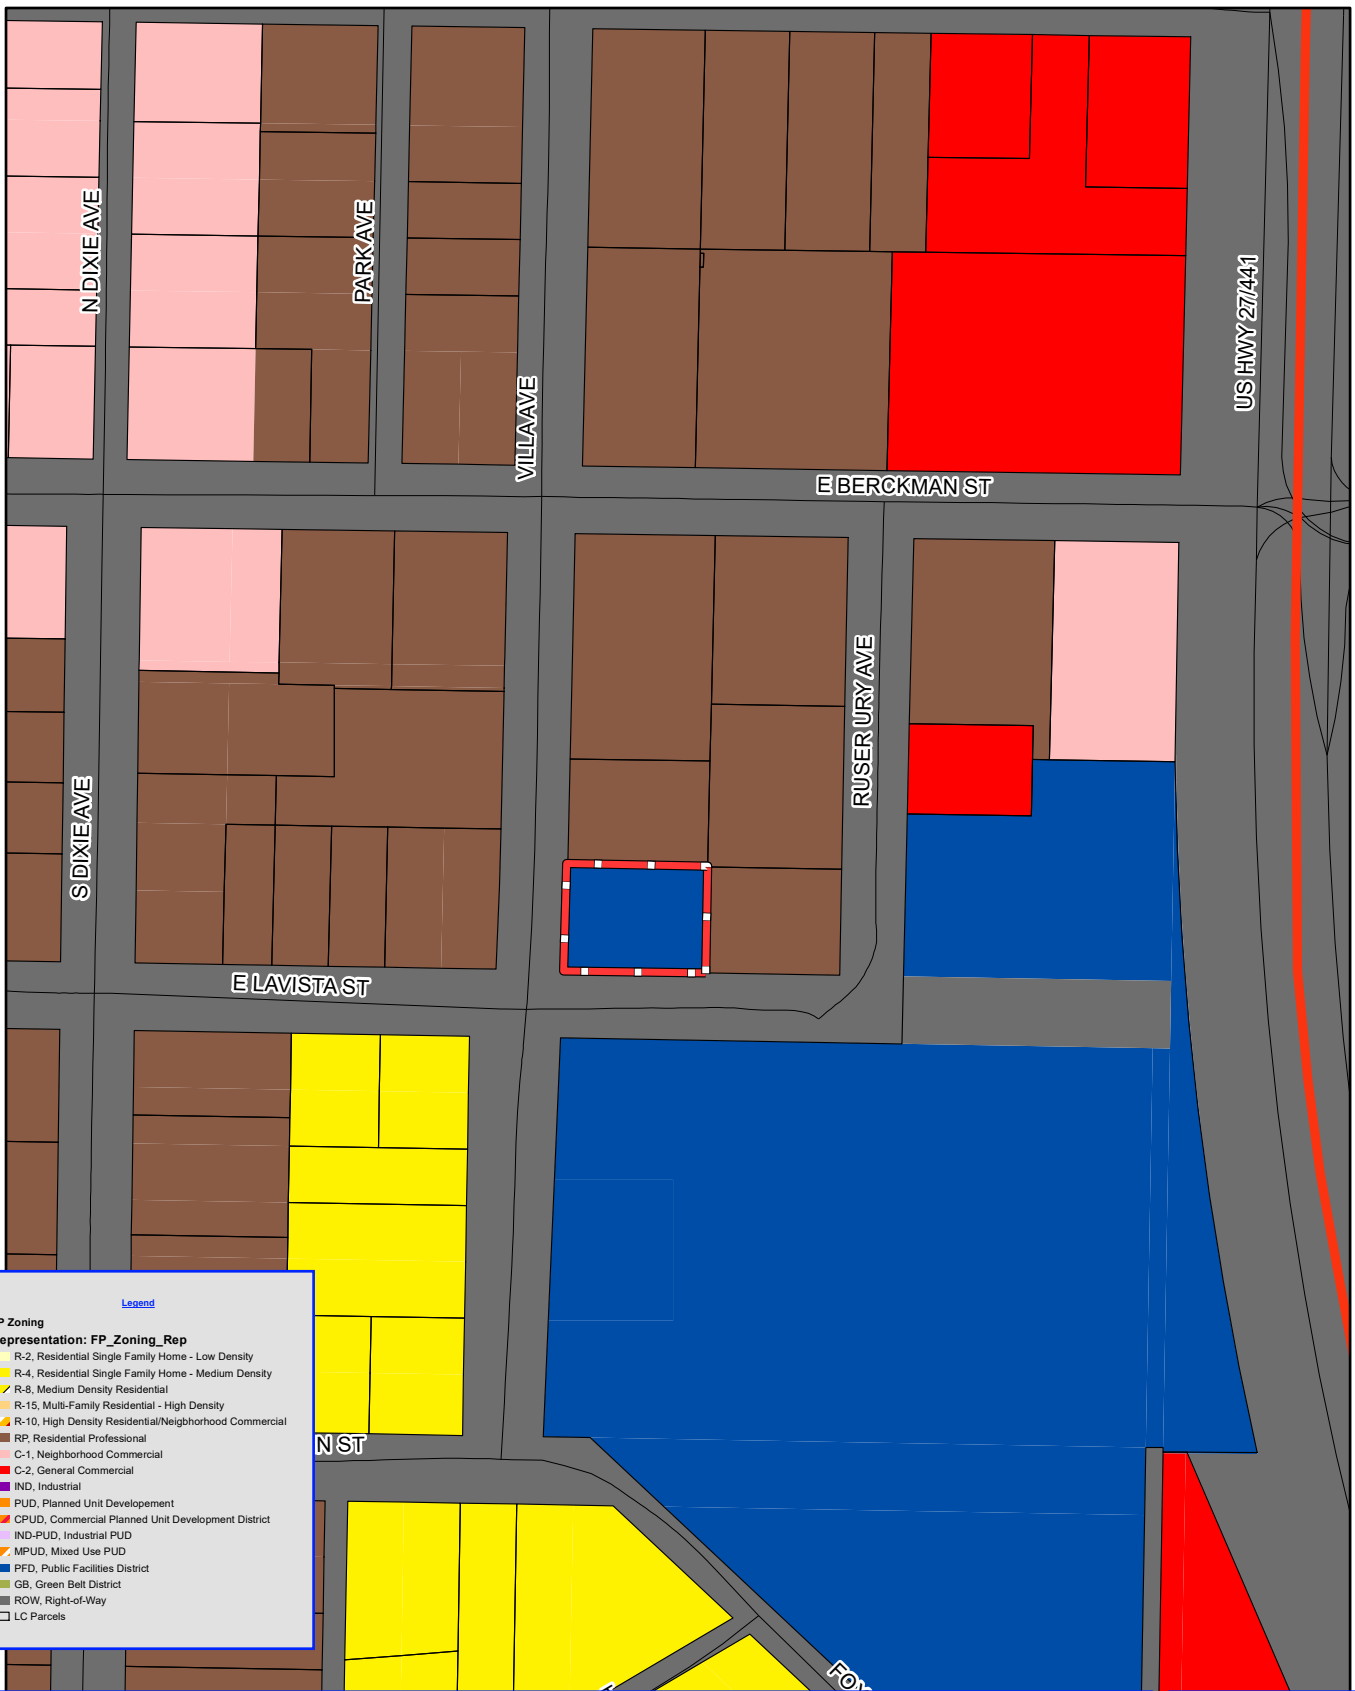 N DIXIE AVE
PARK AVE
VILLA AVE
US HWY 27/441
E BERCKMAN ST
RUSER URY AVE
S DIXIE AVE
E LAVISTA ST
N ST
Legend
P Zoning
epresentation: FP_Zoning_Rep
R-2, Residential Single Family Home - Low Density
R-4, Residential Single Family Home - Medium Density
R-8, Medium Density Residential
R-15, Multi-Family Residential - High Density
R-10, High Density Residential/Neigbhorhood Commercial
RP, Residential Professional
C-1, Neighborhood Commercial
C-2, General Commercial
IND, Industrial
PUD, Planned Unit Developement
CPUD, Commercial Planned Unit Development District
IND-PUD, Industrial PUD
MPUD, Mixed Use PUD
PFD, Public Facilities District
GB, Green Belt District
ROW, Right-of-Way
LC Parcels